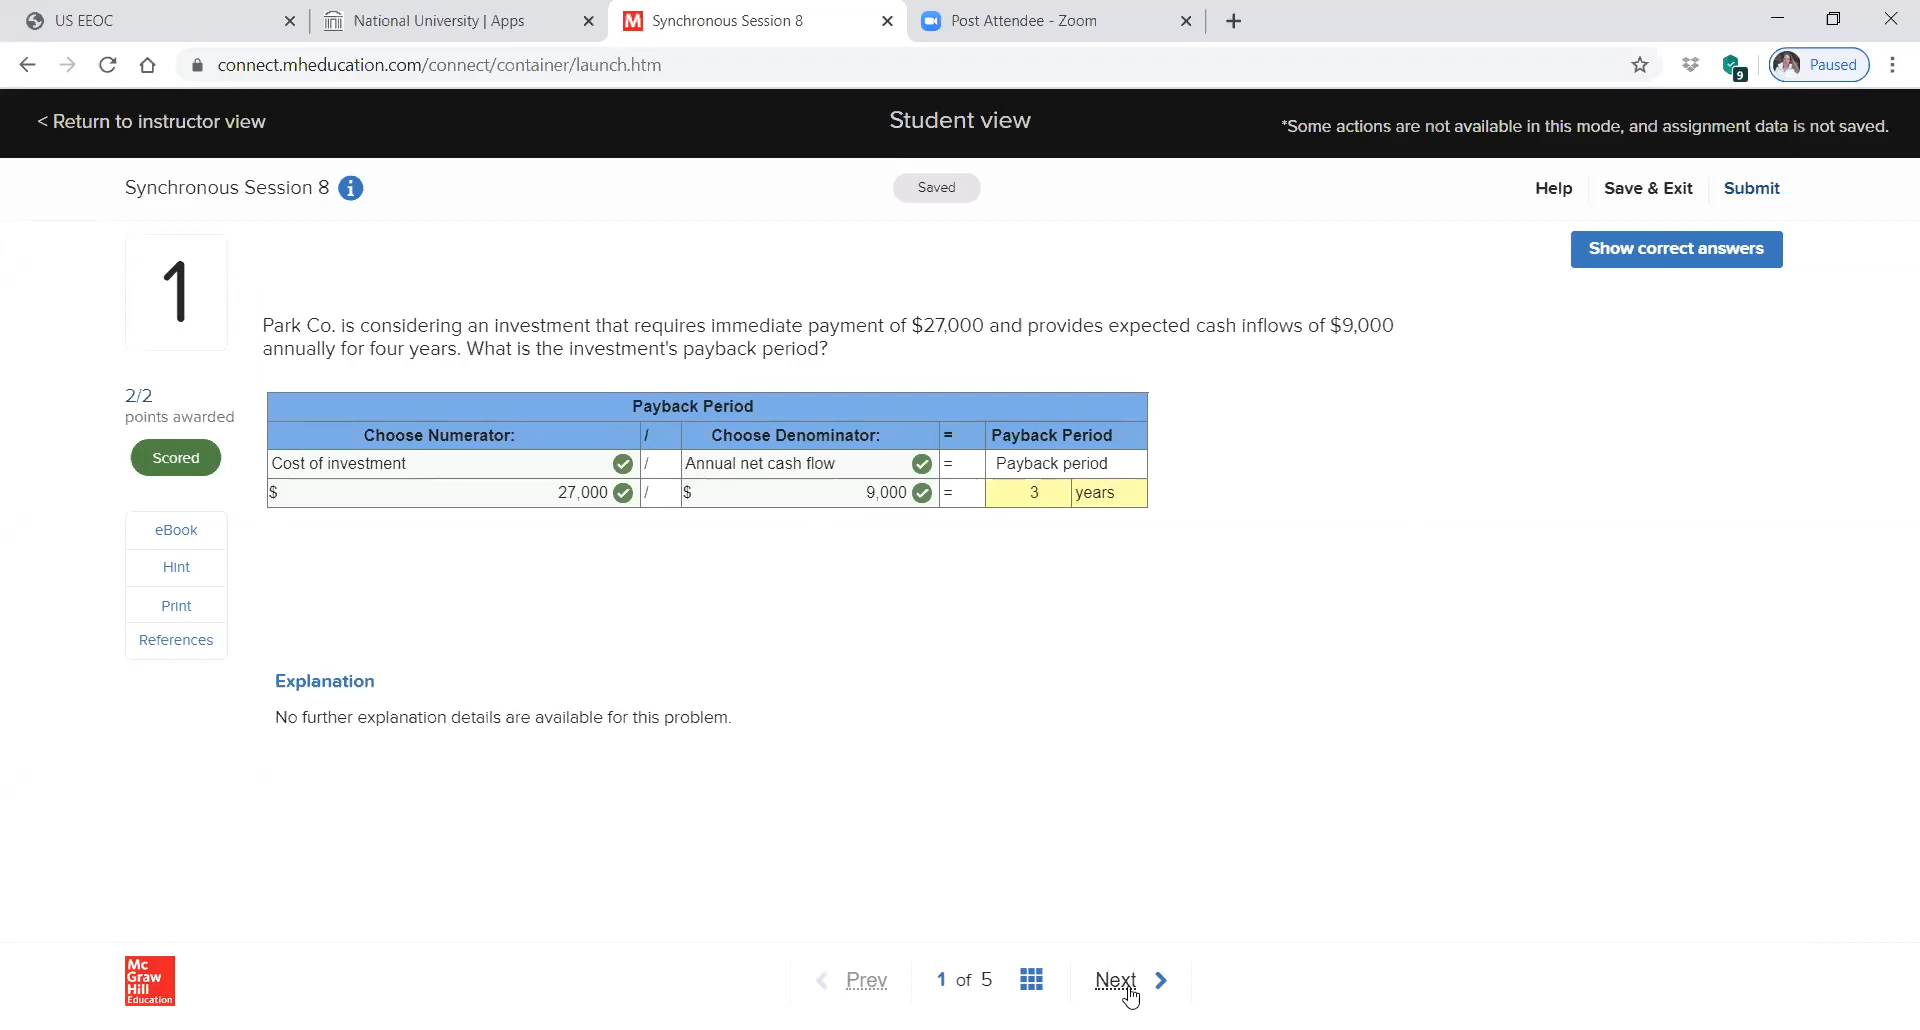 US EEOC
National University | Apps
Synchronous Session 8
Post Attendee - Zoom
connect.mheducation.com/connect/container/launch.htm
9
Paused
< Return to instructor view
Student view
*Some actions are not available in this mode, and assignment data is not saved.
Synchronous Session 8
Saved
Help
Save & Exit
Submit
Show correct answers
1
Park Co. is considering an investment that requires immediate payment of $27,000 and provides expected cash inflows of $9,000
annually for four years. What is the investment's payback period?
2/2
points awarded
Scored
Payback Period
Choose Numerator: / Choose Denominator: = Payback Period
Cost of investment / Annual net cash flow = Payback period
$ 27,000 / $ 9,000 = 3 years
eBook
Hint
Print
References
Explanation
No further explanation details are available for this problem.
Mc
Graw
Hill
Education
Prev
1 of 5
Next